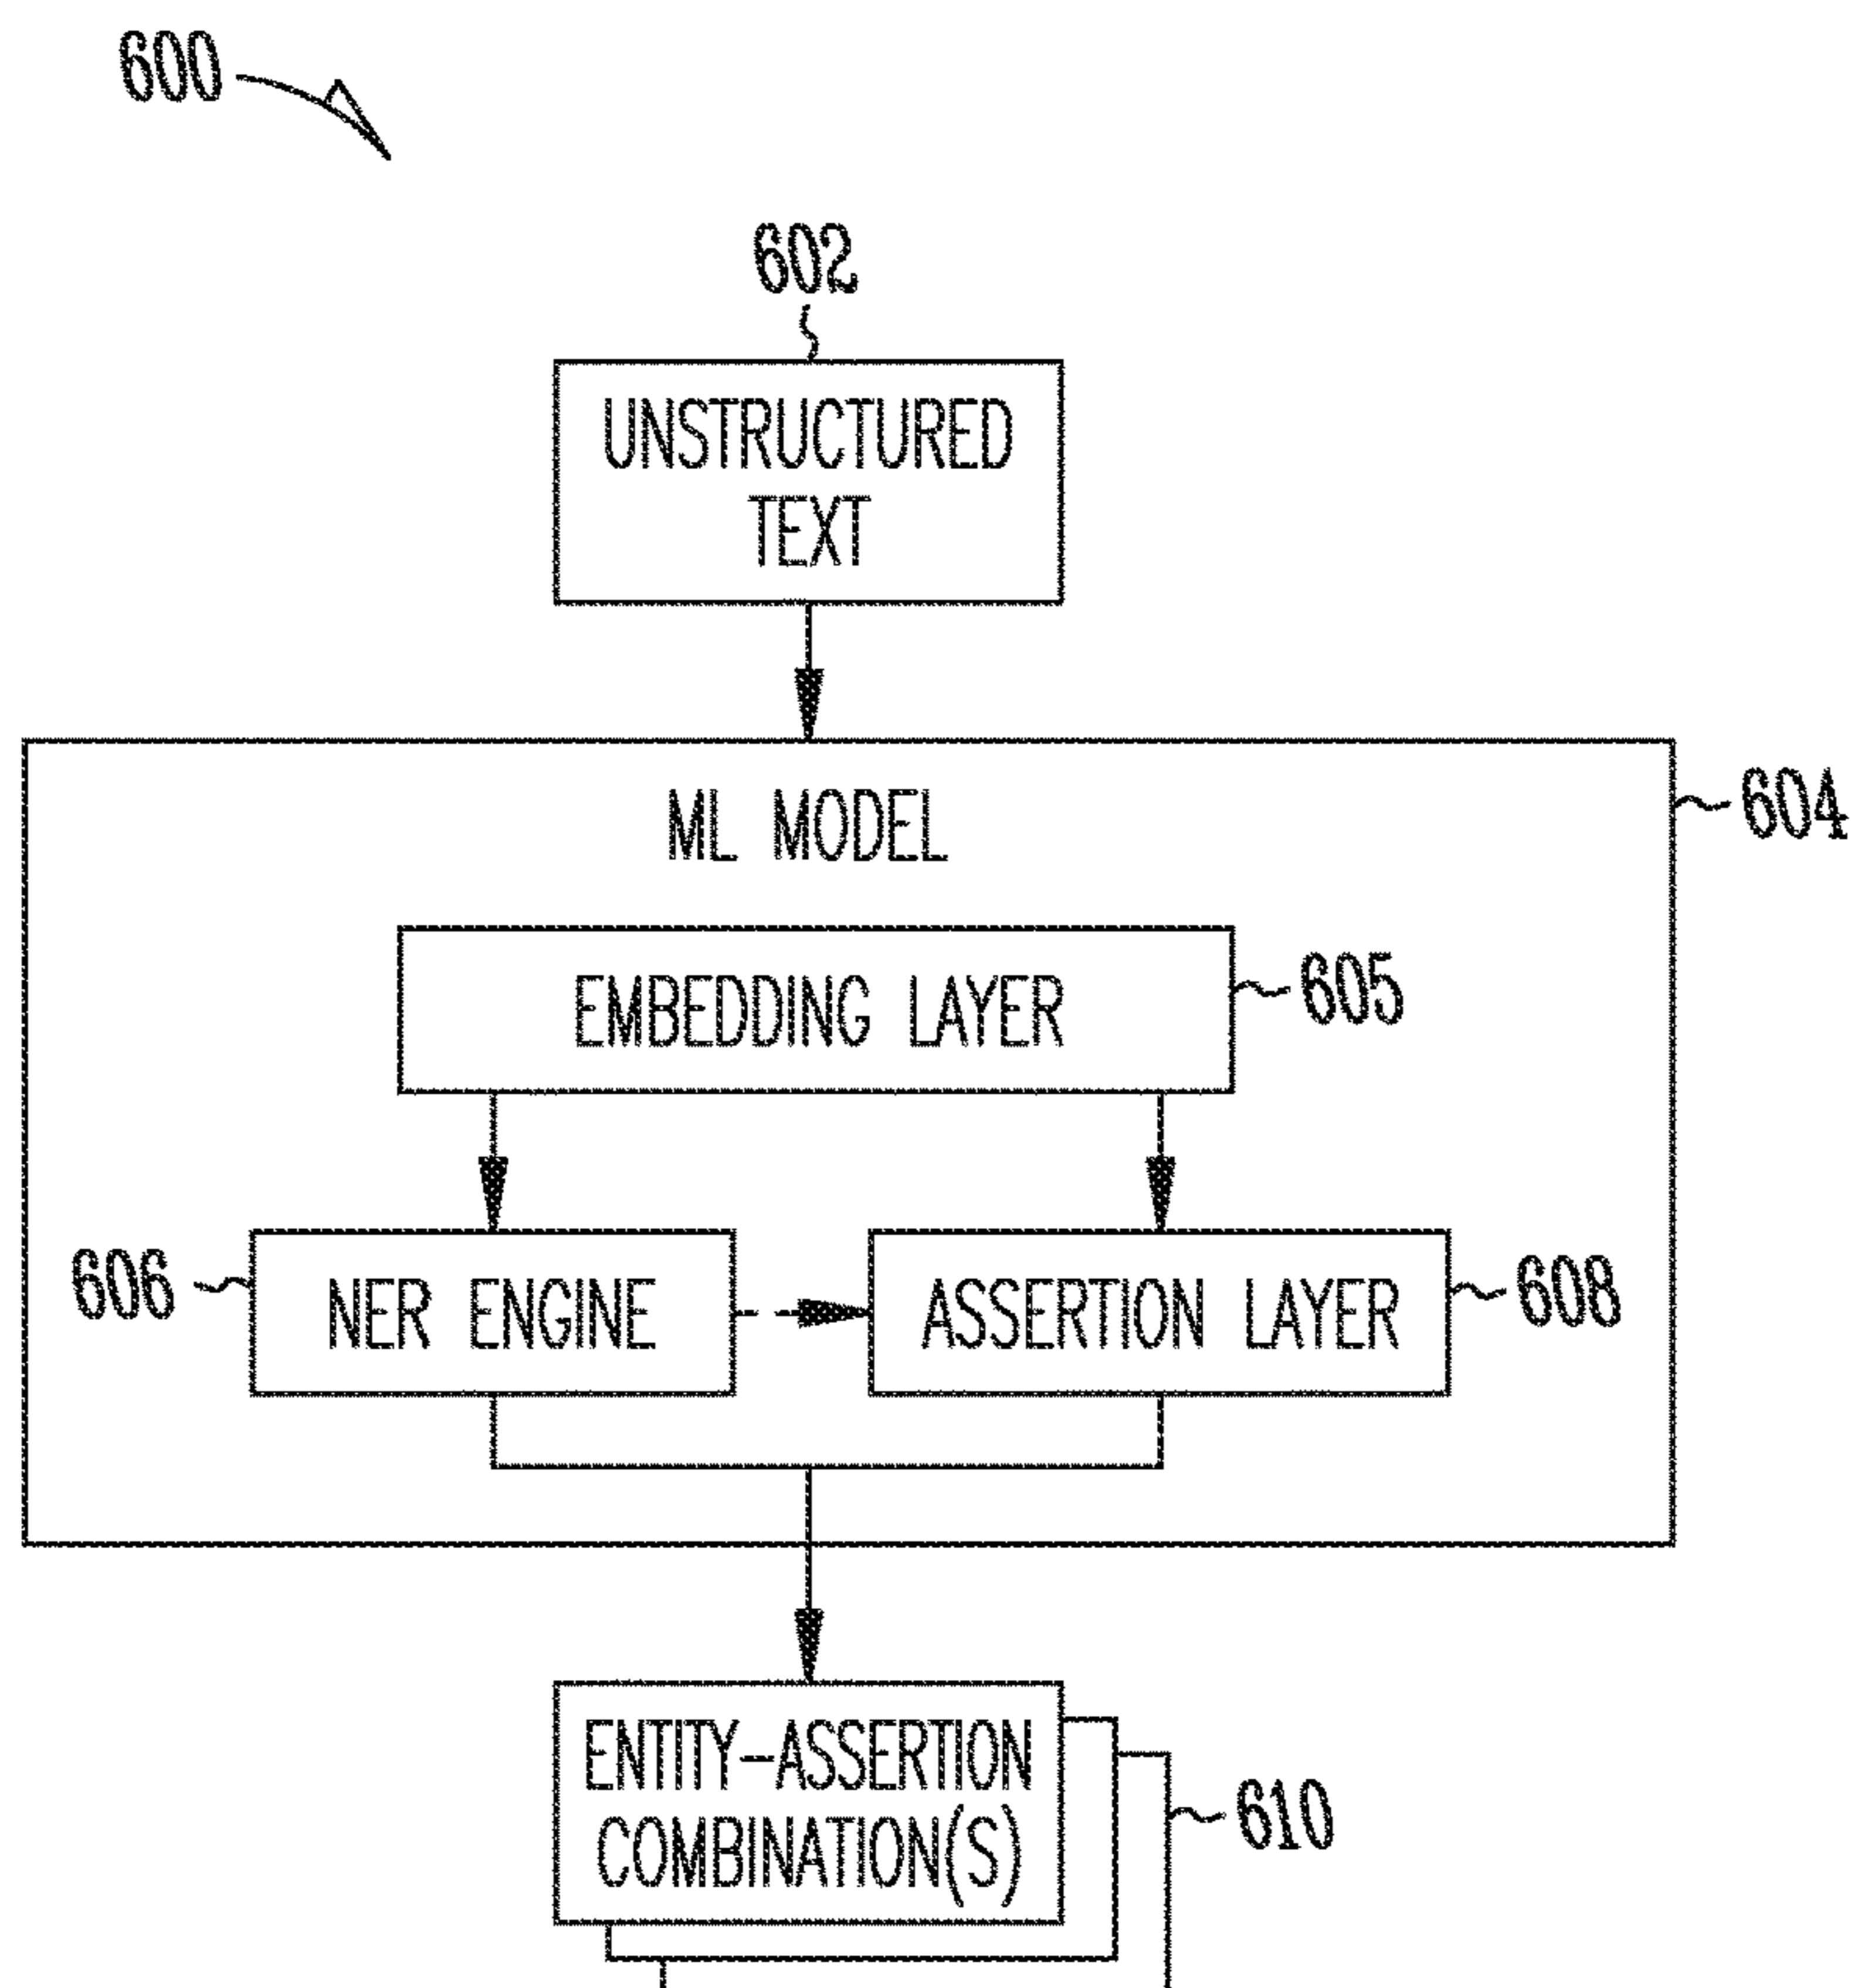 600
602
UNSTRUCTURED
TEXT
ML MODEL
604
EMBEDDING LAYER
605
606
NER ENGINE
ASSERTION LAYER
608
ENTITY-ASSERTION
COMBINATION(S)
610